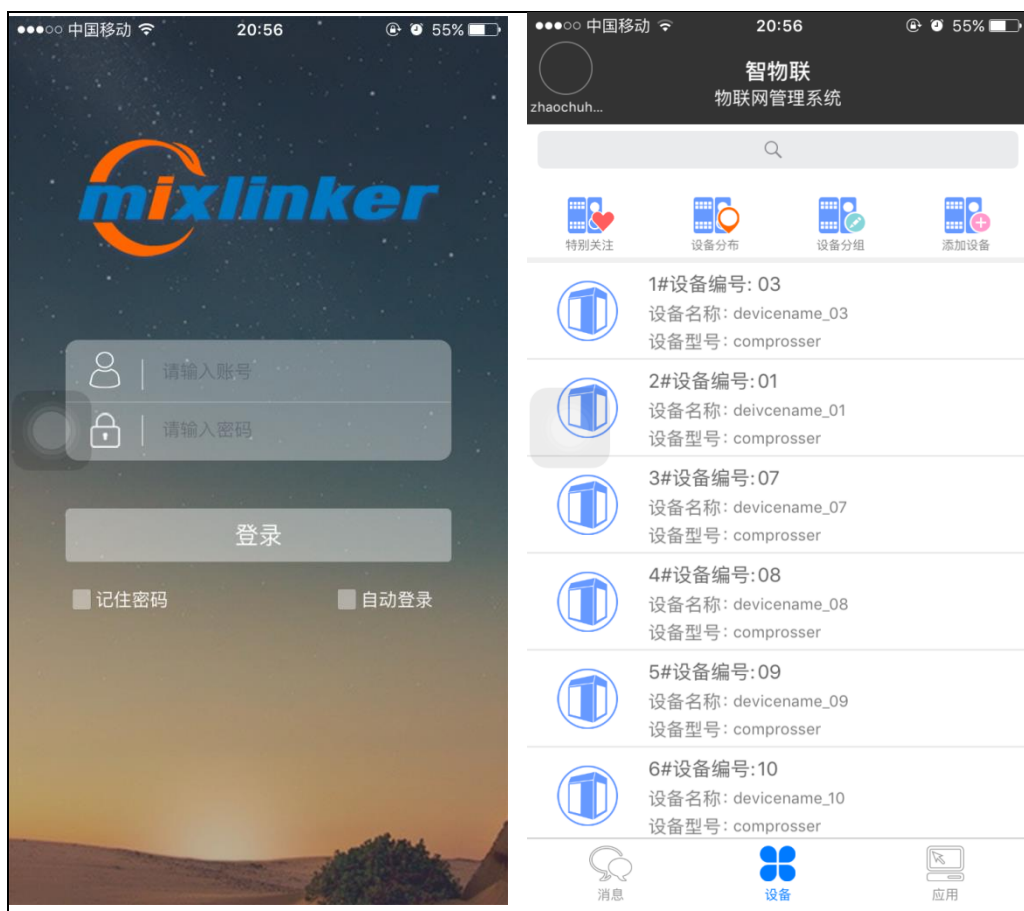 中国移动 20:56 55%
mixlinker
请输入账号
请输入密码
登录
记住密码 自动登录
中国移动 20:56 55%
智物联
物联网管理系统
zhaochuh...
特别关注 设备分布 设备分组 添加设备
1#设备编号: 03
设备名称: devicename_03
设备型号: comprosser
2#设备编号: 01
设备名称: deivcename_01
设备型号: comprosser
3#设备编号: 07
设备名称: devicename_07
设备型号: comprosser
4#设备编号: 08
设备名称: devicename_08
设备型号: comprosser
5#设备编号: 09
设备名称: devicename_09
设备型号: comprosser
6#设备编号: 10
设备名称: devicename_10
设备型号: comprosser
消息 设备 应用